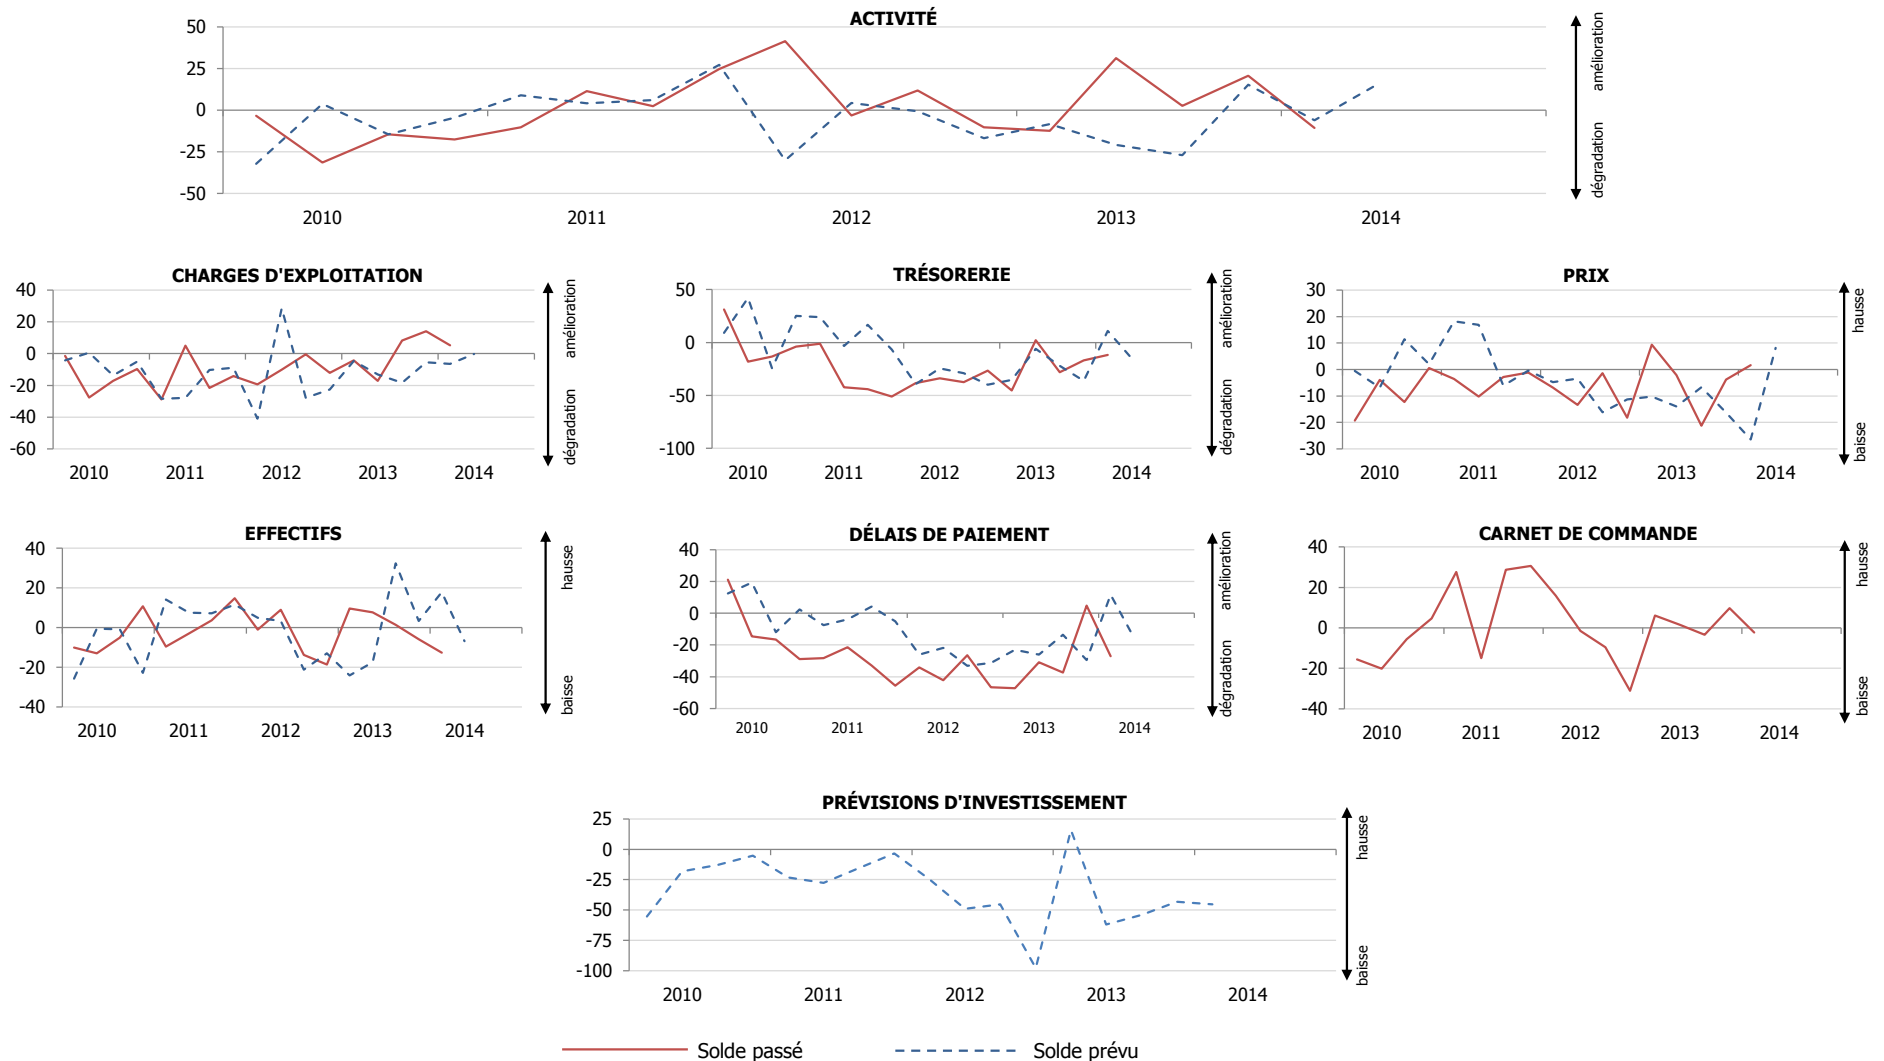 ACTIVITÉ
50
25
0
-25
-50
2010 2011 2012 2013 2014
amélioration
dégradation
CHARGES D'EXPLOITATION
40
20
0
-20
-40
-60
2010 2011 2012 2013 2014
amélioration
dégradation
TRÉSORERIE
50
0
-50
-100
2010 2011 2012 2013 2014
amélioration
dégradation
PRIX
30
20
10
0
-10
-20
-30
2010 2011 2012 2013 2014
hausse
baisse
EFFECTIFS
40
20
0
-20
-40
2010 2011 2012 2013 2014
hausse
baisse
DÉLAIS DE PAIEMENT
40
20
0
-20
-40
-60
2010 2011 2012 2013 2014
amélioration
dégradation
CARNET DE COMMANDE
40
20
0
-20
-40
2010 2011 2012 2013 2014
hausse
baisse
PRÉVISIONS D'INVESTISSEMENT
25
0
-25
-50
-75
-100
2010 2011 2012 2013 2014
hausse
baisse
Solde passé Solde prévu